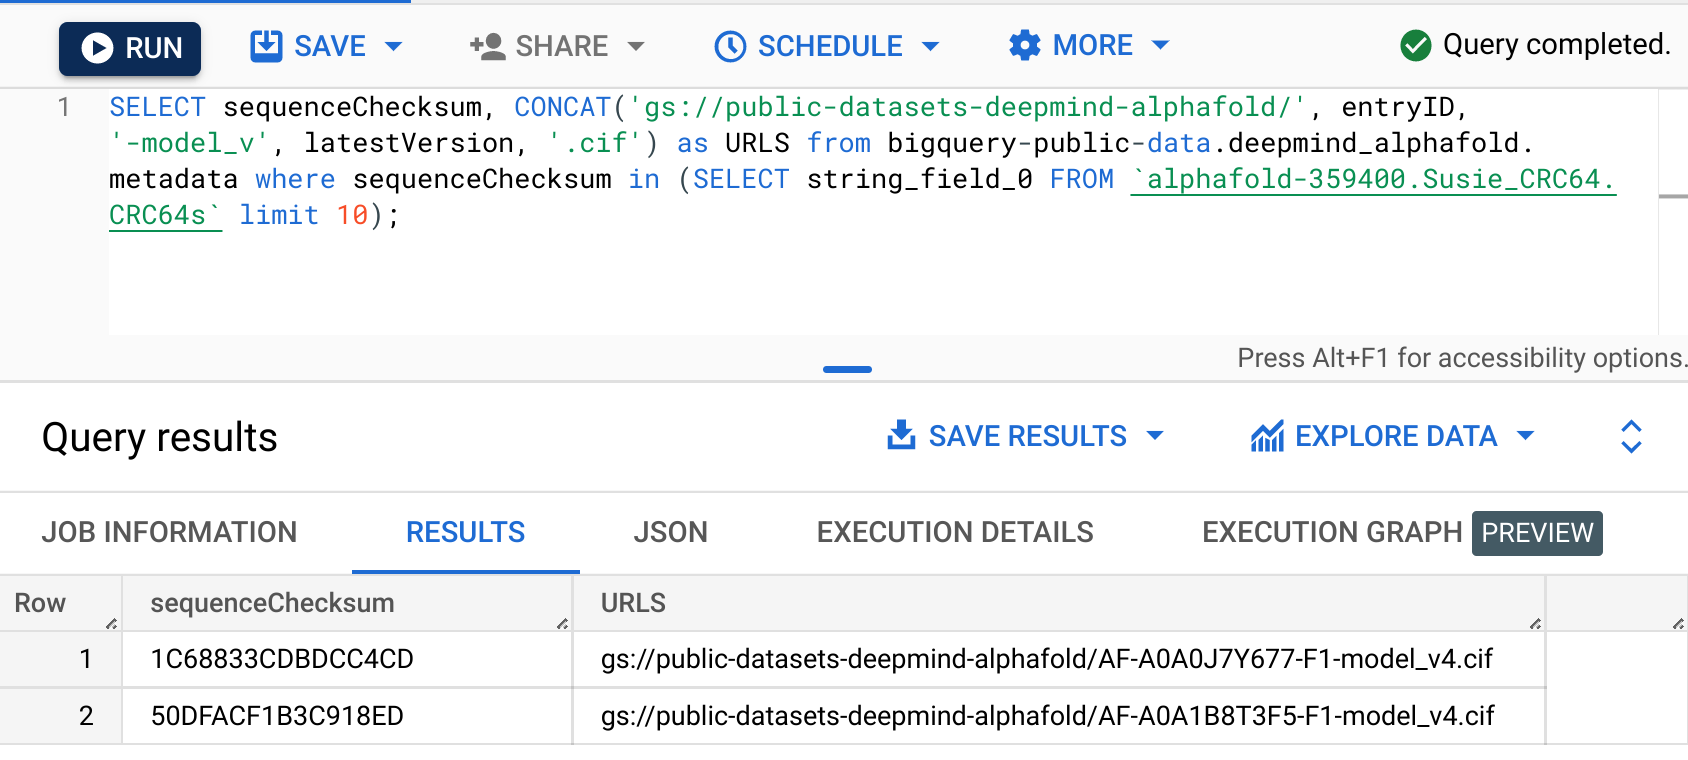 RUN SAVE SHARE SCHEDULE MORE Query completed.
1 SELECT sequenceChecksum, CONCAT('gs://public-datasets-deepmind-alphafold/', entryID,
'-model_v', latestVersion, '.cif') as URLS from bigquery-public-data.deepmind_alphafold.
metadata where sequenceChecksum in (SELECT string_field_0 FROM `alphafold-359400.Susie_CRC64.
CRC64s` limit 10);
Press Alt+F1 for accessibility options.
Query results SAVE RESULTS EXPLORE DATA
JOB INFORMATION RESULTS JSON EXECUTION DETAILS EXECUTION GRAPH PREVIEW
Row sequenceChecksum URLS
1 1C68833CDBDCC4CD gs://public-datasets-deepmind-alphafold/AF-A0A0J7Y677-F1-model_v4.cif
2 50DFACF1B3C918ED gs://public-datasets-deepmind-alphafold/AF-A0A1B8T3F5-F1-model_v4.cif